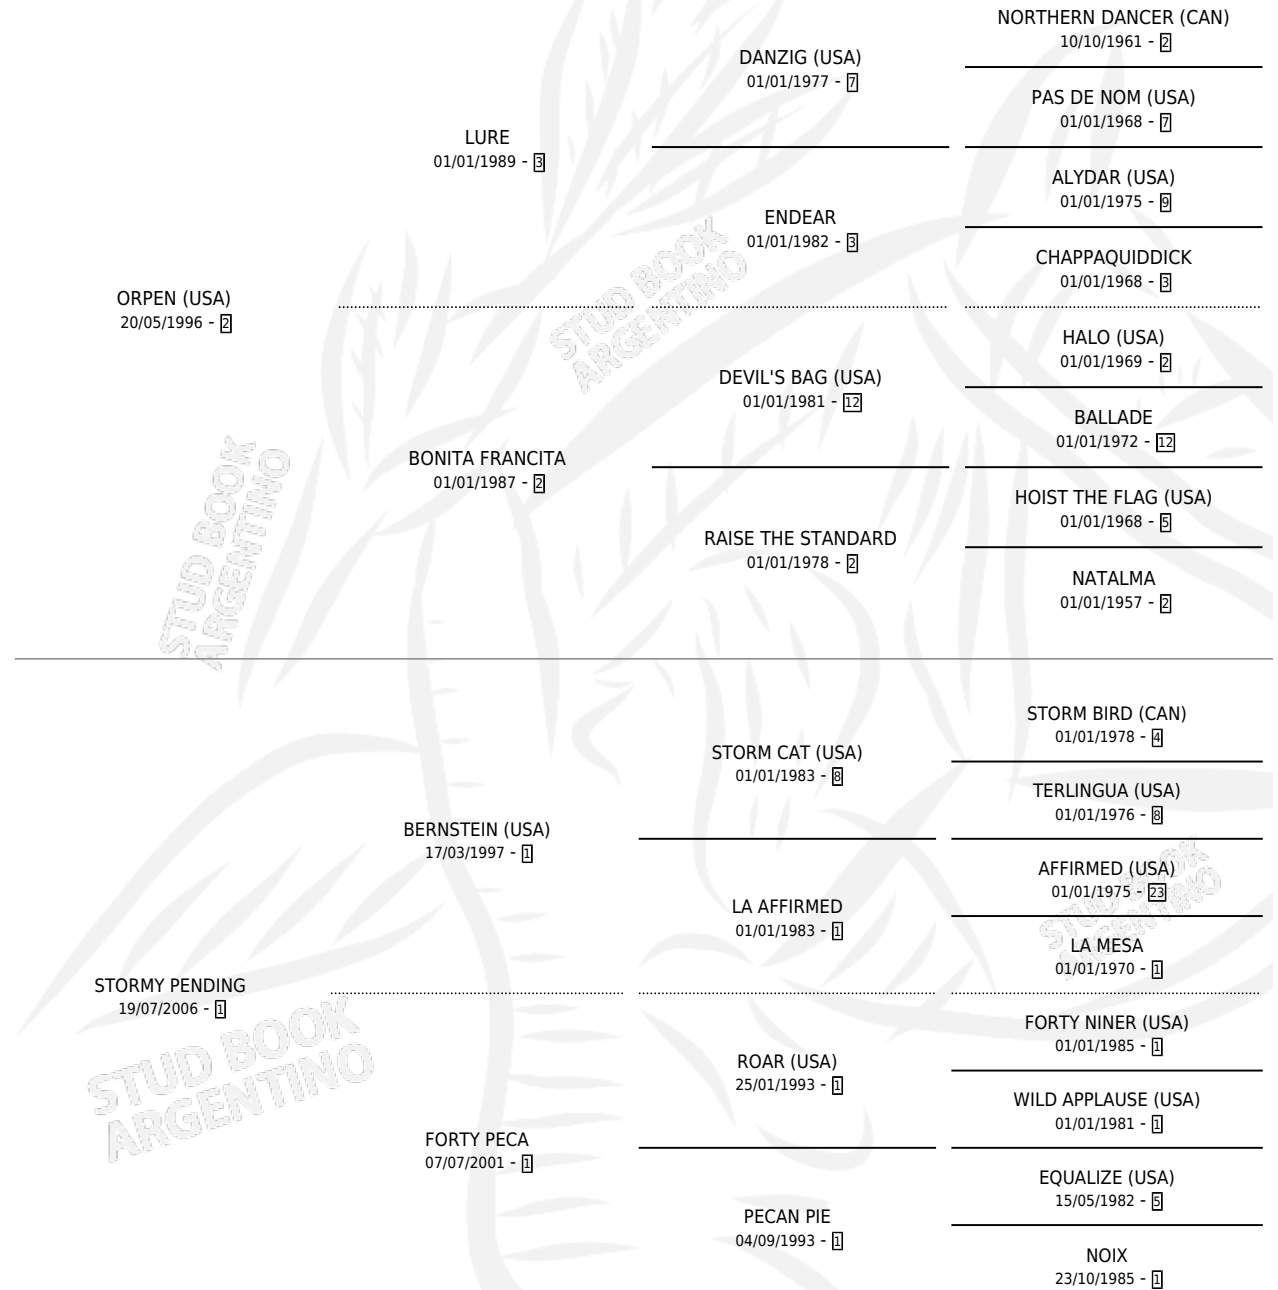 NORTHERN DANCER (CAN)
10/10/1961 - 2
DANZIG (USA)
01/01/1977 - 7
PAS DE NOM (USA)
01/01/1968 - 7
LURE
01/01/1989 - 3
ALYDAR (USA)
01/01/1975 - 9
ENDEAR
01/01/1982 - 3
CHAPPAQUIDDICK
01/01/1968 - 3
ORPEN (USA)
20/05/1996 - 2
STUD BOOK
ARGENTINO
HALO (USA)
01/01/1969 - 2
DEVIL'S BAG (USA)
01/01/1981 - 12
BALLADE
01/01/1972 - 12
BONITA FRANCITA
01/01/1987 - 2
HOIST THE FLAG (USA)
01/01/1968 - 5
RAISE THE STANDARD
01/01/1978 - 2
NATALMA
01/01/1957 - 2
STUD BOOK
ARGENTINO
STORM BIRD (CAN)
01/01/1978 - 4
STORM CAT (USA)
01/01/1983 - 8
TERLINGUA (USA)
01/01/1976 - 8
BERNSTEIN (USA)
17/03/1997 - 1
AFFIRMED (USA)
01/01/1975 - 23
LA AFFIRMED
01/01/1983 - 1
LA MESA
01/01/1970 - 1
STUD BOOK
ARGENTINO
STORMY PENDING
19/07/2006 - 1
STUD BOOK
ARGENTINO
FORTY NINER (USA)
01/01/1985 - 1
ROAR (USA)
25/01/1993 - 1
WILD APPLAUSE (USA)
01/01/1981 - 1
FORTY PECA
07/07/2001 - 1
EQUALIZE (USA)
15/05/1982 - 5
PECAN PIE
04/09/1993 - 1
NOIX
23/10/1985 - 1